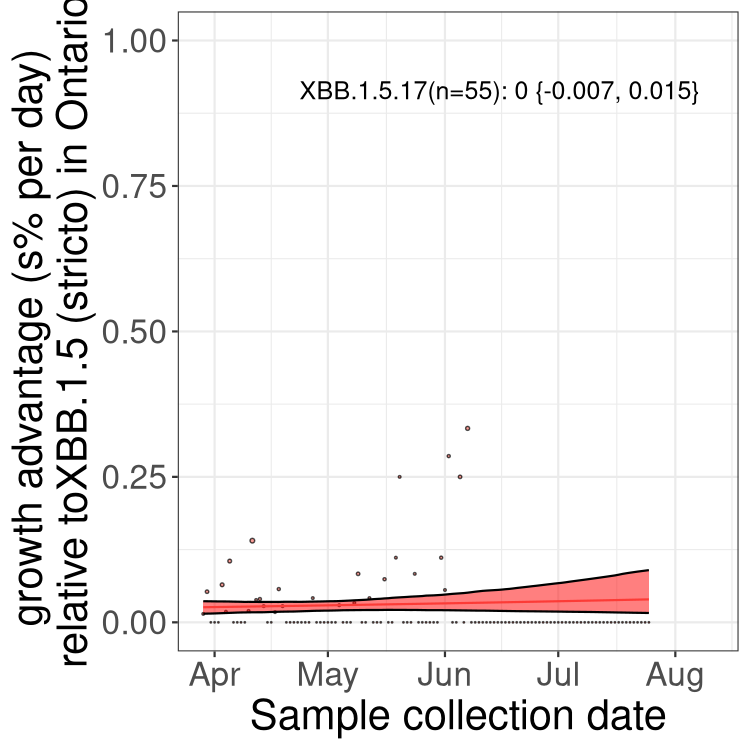 growth advantage (s% per day)
relative toXBB.1.5 (stricto) in Ontario
1.00
XBB.1.5.17(n=55): 0 {-0.007, 0.015}
0.75
0.50
0.25
0.00
Apr May Jun Jul Aug
Sample collection date